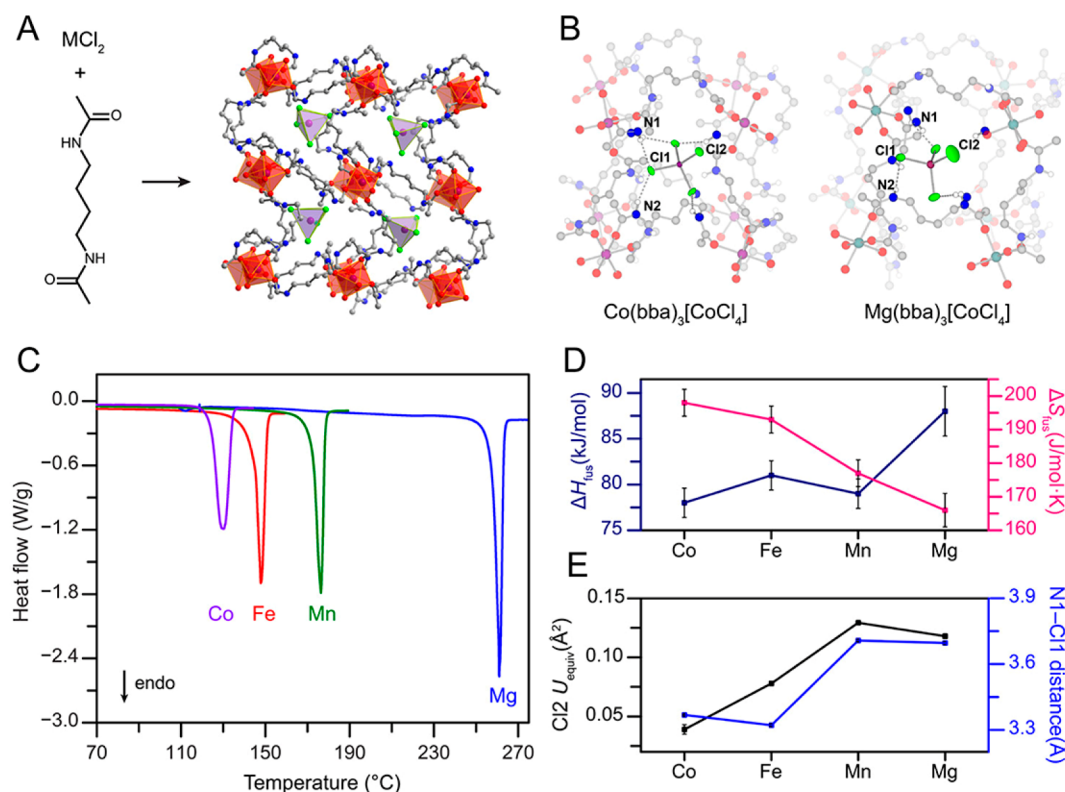 A
MCl₂
+
O
NH
NH
O
B
N1
Cl1
Cl2
N2
Co(bba)₃[CoCl₄]
N1
Cl1
Cl2
N2
Mg(bba)₃[CoCl₄]
C
0.0
−0.6
−1.2
−1.8
−2.4
−3.0
Heat flow (W/g)
Co
Fe
Mn
Mg
endo
70
110
150
190
230
270
Temperature (°C)
D
90
85
80
75
ΔH_fus(kJ/mol)
200
190
180
170
160
ΔS_fus(J/mol·K)
Co
Fe
Mn
Mg
E
0.15
0.10
0.05
Cl2 U_equiv(Å²)
3.9
3.6
3.3
N1–Cl1
distance(Å)
Co
Fe
Mn
Mg